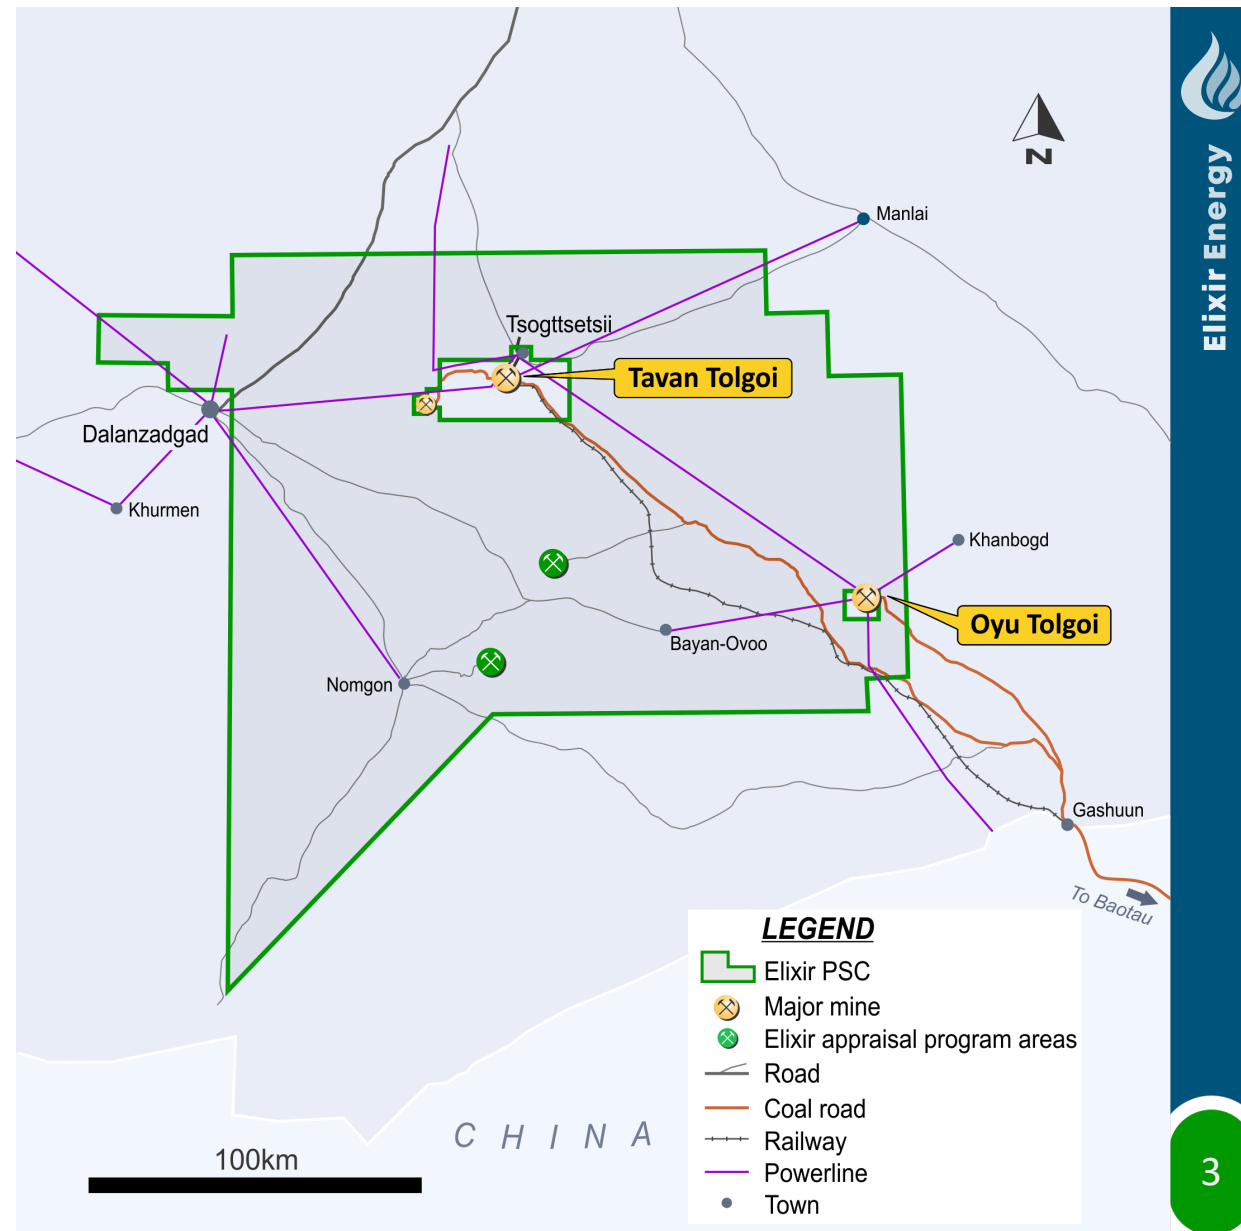 Elixir Energy
N
Manlai
Tsogttsetsii
Tavan Tolgoi
Dalanzadgad
Khurmen
Khanbogd
Oyu Tolgoi
Bayan-Ovoo
Nomgon
Gashuun
To Baotau
LEGEND
Elixir PSC
Major mine
Elixir appraisal program areas
Road
Coal road
Railway
Powerline
Town
CHINA
100km
3